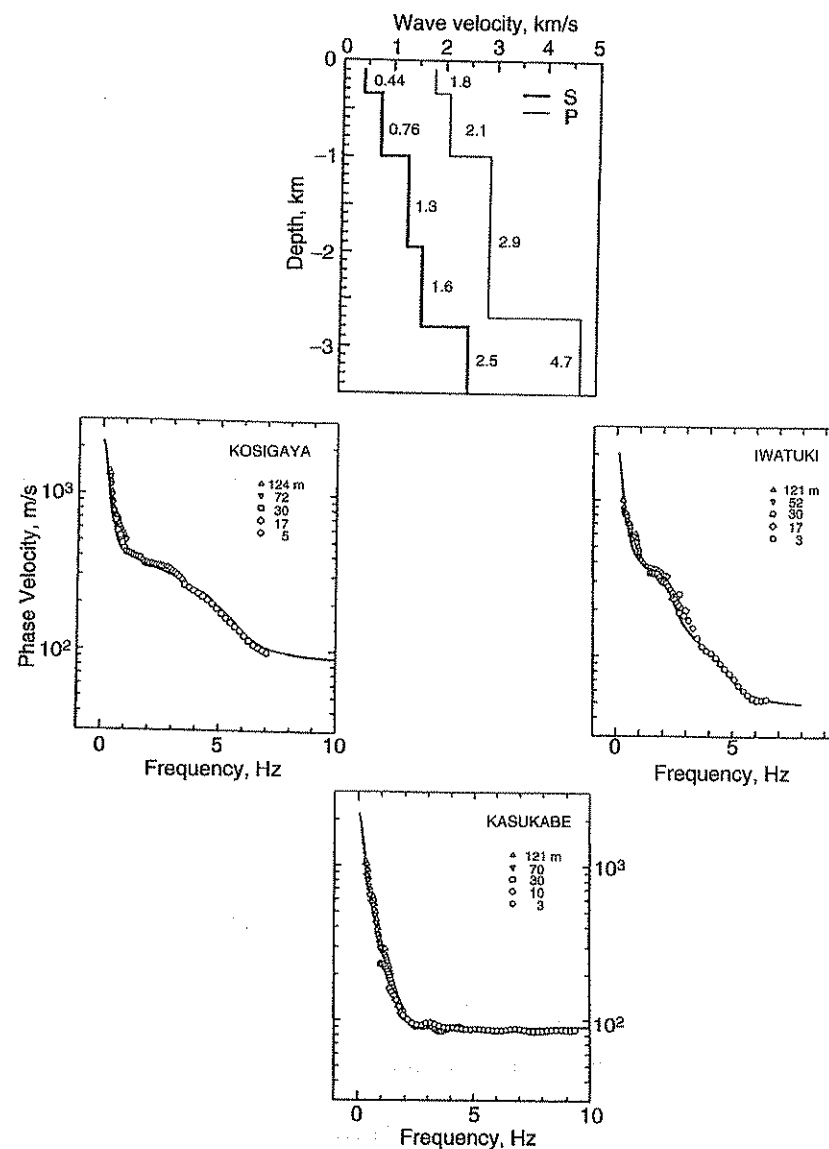 Wave velocity, km/s
0 1 2 3 4 5
0
0.44 1.8 S
P
0.76 2.1
−1
Depth, km
1.3
2.9
−2
1.6
−3
2.5 4.7
KOSIGAYA
124 m
72
30
17
5
10³
10²
Phase Velocity, m/s
0 5 10
Frequency, Hz
IWATUKI
121 m
52
30
17
3
0 5
Frequency, Hz
KASUKABE
121 m
70
30
10
3
10³
10²
0 5 10
Frequency, Hz